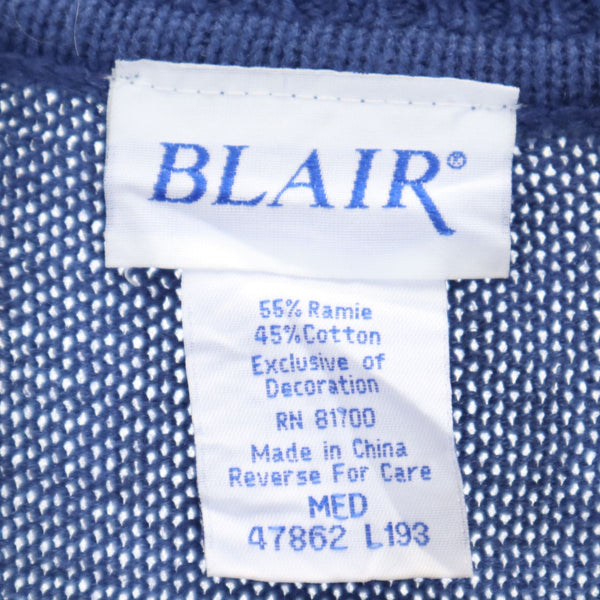 BLAIR®
55% Ramie
45% Cotton
Exclusive of
Decoration
RN 81700
Made in China
Reverse For Care
MED
47862 L193